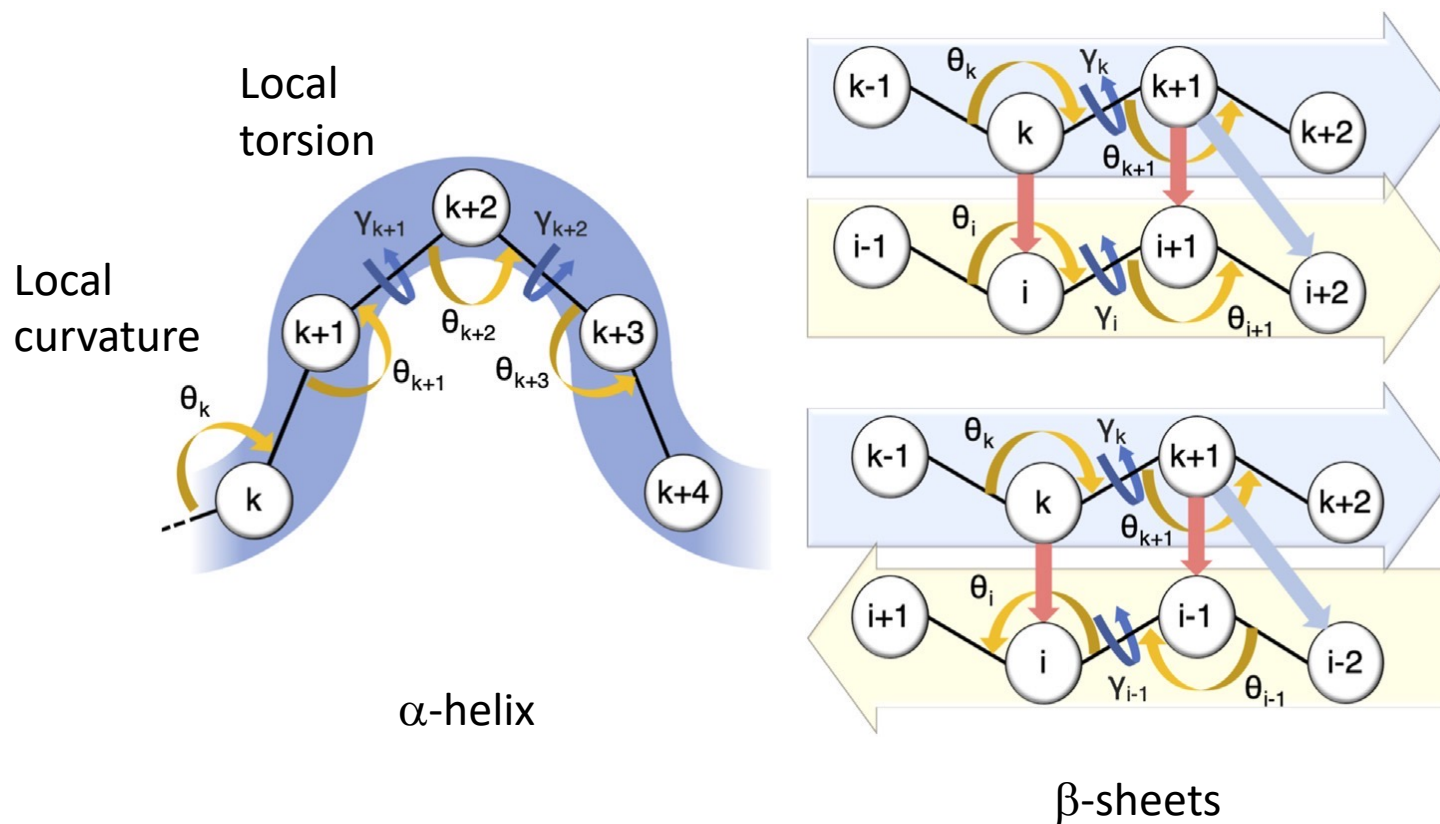 Local
torsion
Local
curvature
γk+1
k+2
γk+2
k+1
θk+2
k+3
θk+1
θk+3
θk
k
k+4
α-helix
k-1
θk
γk
k+1
k
θk+1
k+2
i-1
θi
i+1
i
γi
θi+1
i+2
k-1
θk
γk
k+1
k
θk+1
k+2
i+1
θi
i-1
i
γi-1
θi-1
i-2
β-sheets